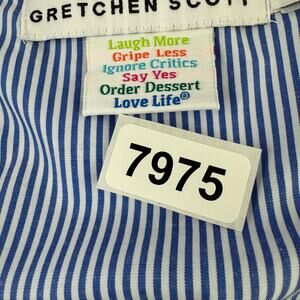 GRETCHEN SCOTT
Laugh More
Gripe Less
Ignore Critics
Say Yes
Order Dessert
Love Life®
7975